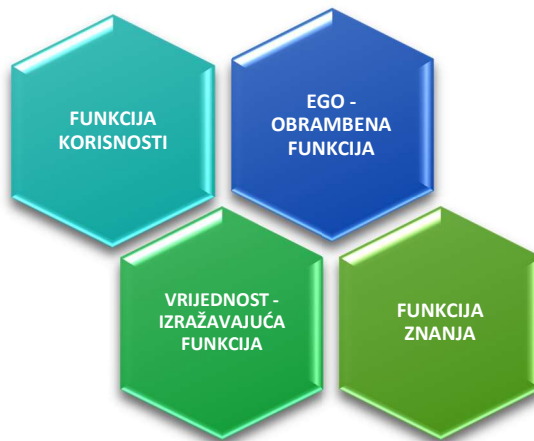 FUNKCIJA
KORISNOSTI
EGO -
OBRAMBENA
FUNKCIJA
VRIJEDNOST -
IZRAŽAVAJUĆA
FUNKCIJA
FUNKCIJA
ZNANJA